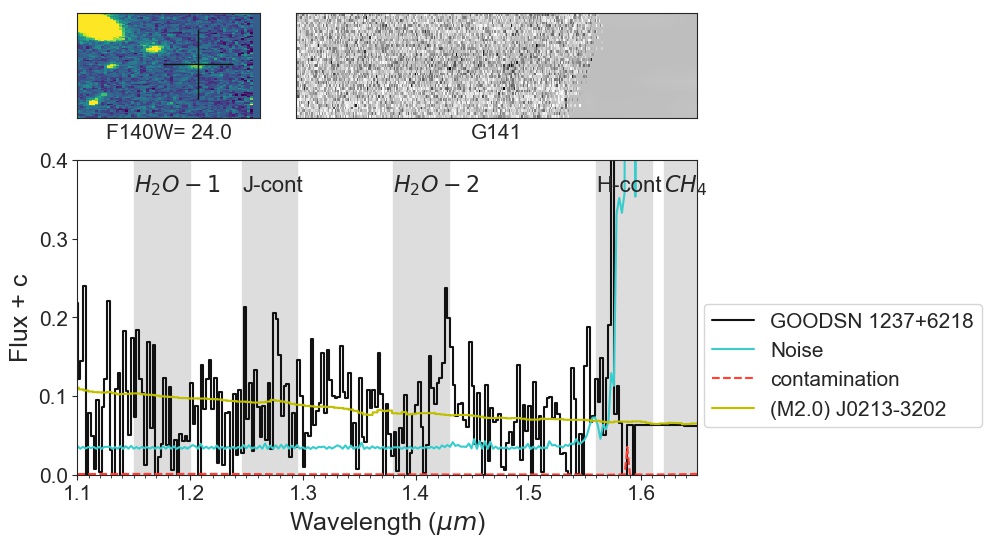 F140W= 24.0
G141
H₂O − 1
J-cont
H₂O − 2
H-cont
CH₄
0.4
0.3
0.2
0.1
0.0
Flux + c
1.1
1.2
1.3
1.4
1.5
1.6
Wavelength (μm)
GOODSN 1237+6218
Noise
contamination
(M2.0) J0213-3202